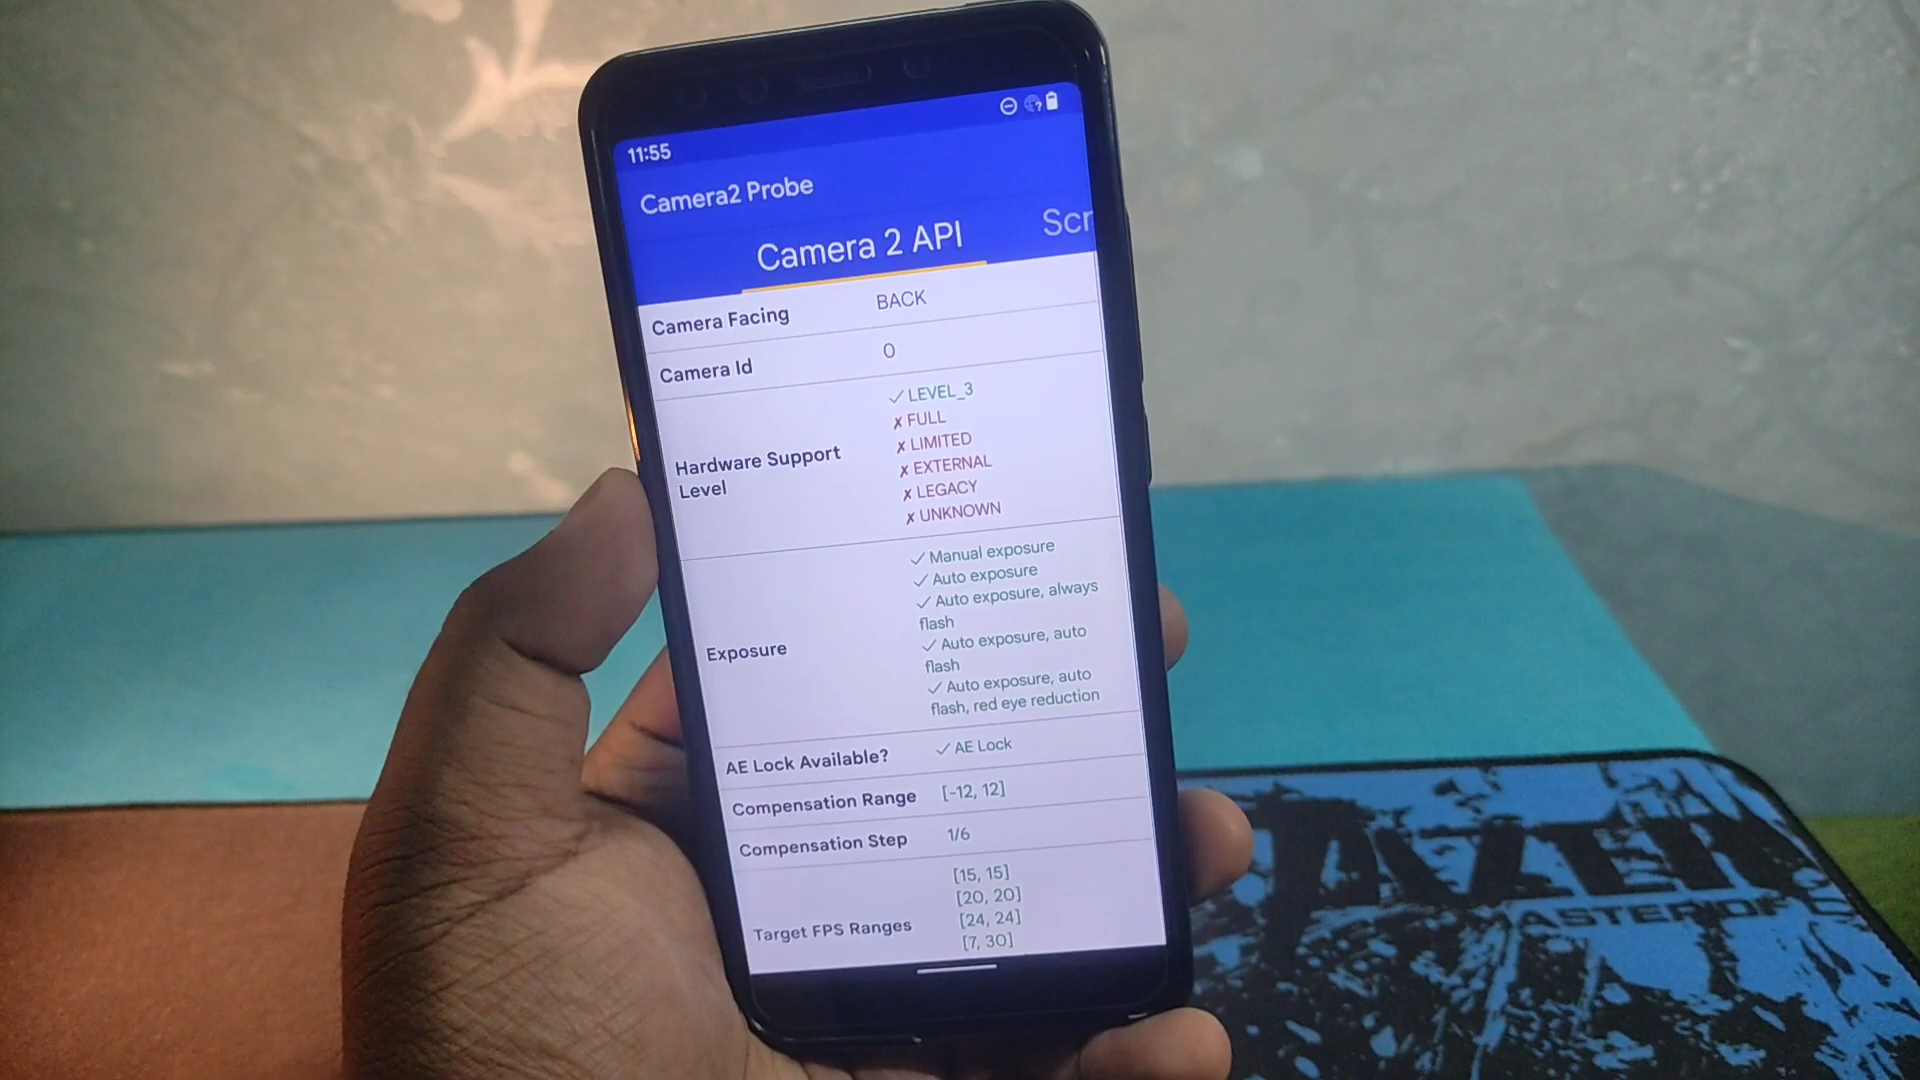 11:55
Camera2 Probe
Camera 2 API
Scr
Camera Facing
BACK
Camera Id
0
Hardware Support
Level
✓ LEVEL_3
✗ FULL
✗ LIMITED
✗ EXTERNAL
✗ LEGACY
✗ UNKNOWN
Exposure
✓ Manual exposure
✓ Auto exposure
✓ Auto exposure, always
flash
✓ Auto exposure, auto
flash
✓ Auto exposure, auto
flash, red eye reduction
AE Lock Available?
✓ AE Lock
Compensation Range
[-12, 12]
Compensation Step
1/6
Target FPS Ranges
[15, 15]
[20, 20]
[24, 24]
[7, 30]